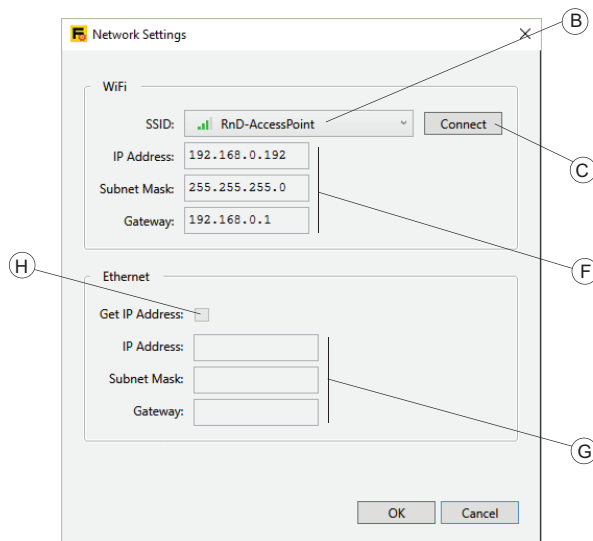 B
Network Settings
WiFi
SSID: RnD-AccessPoint Connect
IP Address: 192.168.0.192
C
Subnet Mask: 255.255.255.0
Gateway: 192.168.0.1
F
H
Ethernet
Get IP Address:
IP Address:
Subnet Mask:
Gateway:
G
OK Cancel